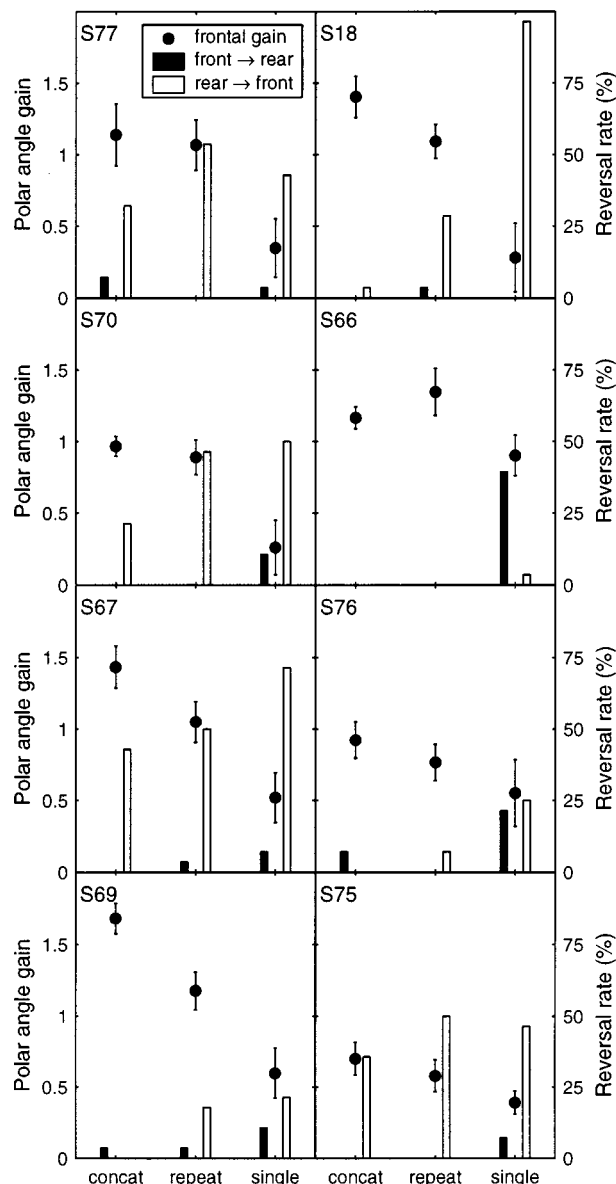 S77
● frontal gain
front → rear
rear → front
S18
Polar angle gain
1.5
1
0.5
0
75
50
25
0
Reversal rate (%)
S70
S66
Polar angle gain
1.5
1
0.5
0
75
50
25
0
Reversal rate (%)
S67
S76
Polar angle gain
1.5
1
0.5
0
75
50
25
0
Reversal rate (%)
S69
S75
Polar angle gain
1.5
1
0.5
0
75
50
25
0
Reversal rate (%)
concat repeat single concat repeat single